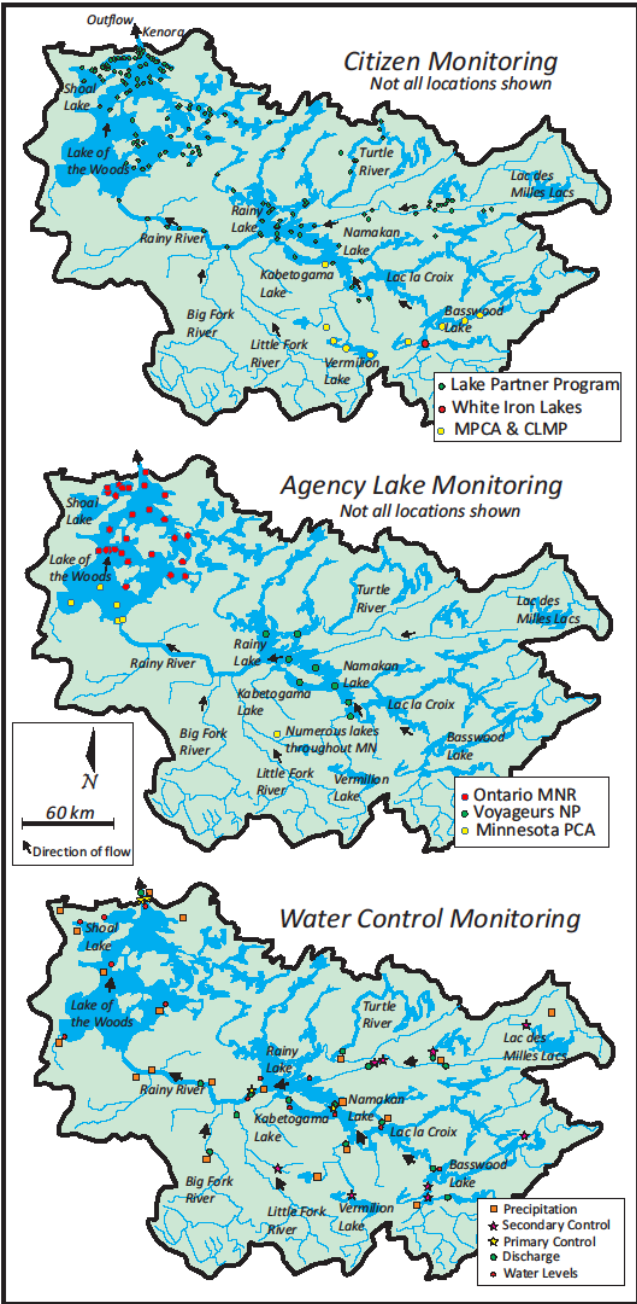 Outflow
Kenora
Citizen Monitoring
Not all locations shown
Shoal
Lake
Lake of
the Woods
Turtle
River
Lac des
Milles Lacs
Rainy
Lake
Rainy River
Namakan
Lake
Kabetogama
Lake
Lac la Croix
Big Fork
River
Basswood
Lake
Little Fork
River
Vermilion
Lake
Lake Partner Program
White Iron Lakes
MPCA & CLMP
Agency Lake Monitoring
Not all locations shown
Shoal
Lake
Lake of
the Woods
Turtle
River
Lac des
Milles Lacs
Rainy
Lake
Rainy River
Namakan
Lake
Kabetogama
Lake
Lac la Croix
Big Fork
River
Numerous lakes
throughout MN
Basswood
Lake
Little Fork
River
Vermilion
Lake
N
60 km
Direction of flow
Ontario MNR
Voyageurs NP
Minnesota PCA
Water Control Monitoring
Shoal
Lake
Lake of
the Woods
Turtle
River
Lac des
Milles Lacs
Rainy
Lake
Rainy River
Namakan
Lake
Kabetogama
Lake
Lac la Croix
Big Fork
River
Basswood
Lake
Little Fork
River
Vermilion
Lake
Precipitation
Secondary Control
Primary Control
Discharge
Water Levels